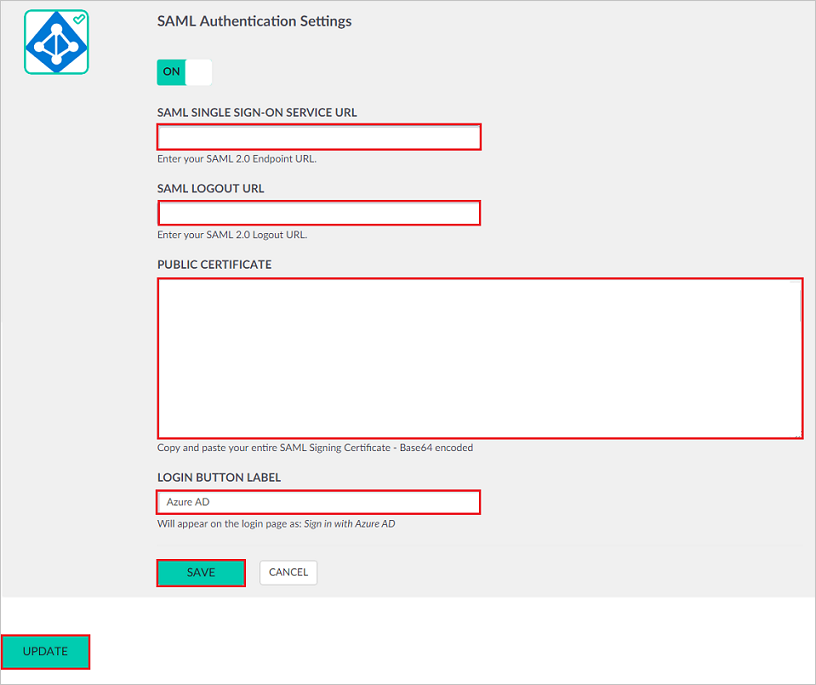 SAML Authentication Settings
ON
SAML SINGLE SIGN-ON SERVICE URL
Enter your SAML 2.0 Endpoint URL.
SAML LOGOUT URL
Enter your SAML 2.0 Logout URL.
PUBLIC CERTIFICATE
Copy and paste your entire SAML Signing Certificate - Base64 encoded
LOGIN BUTTON LABEL
Azure AD
Will appear on the login page as: Sign in with Azure AD
SAVE CANCEL
UPDATE